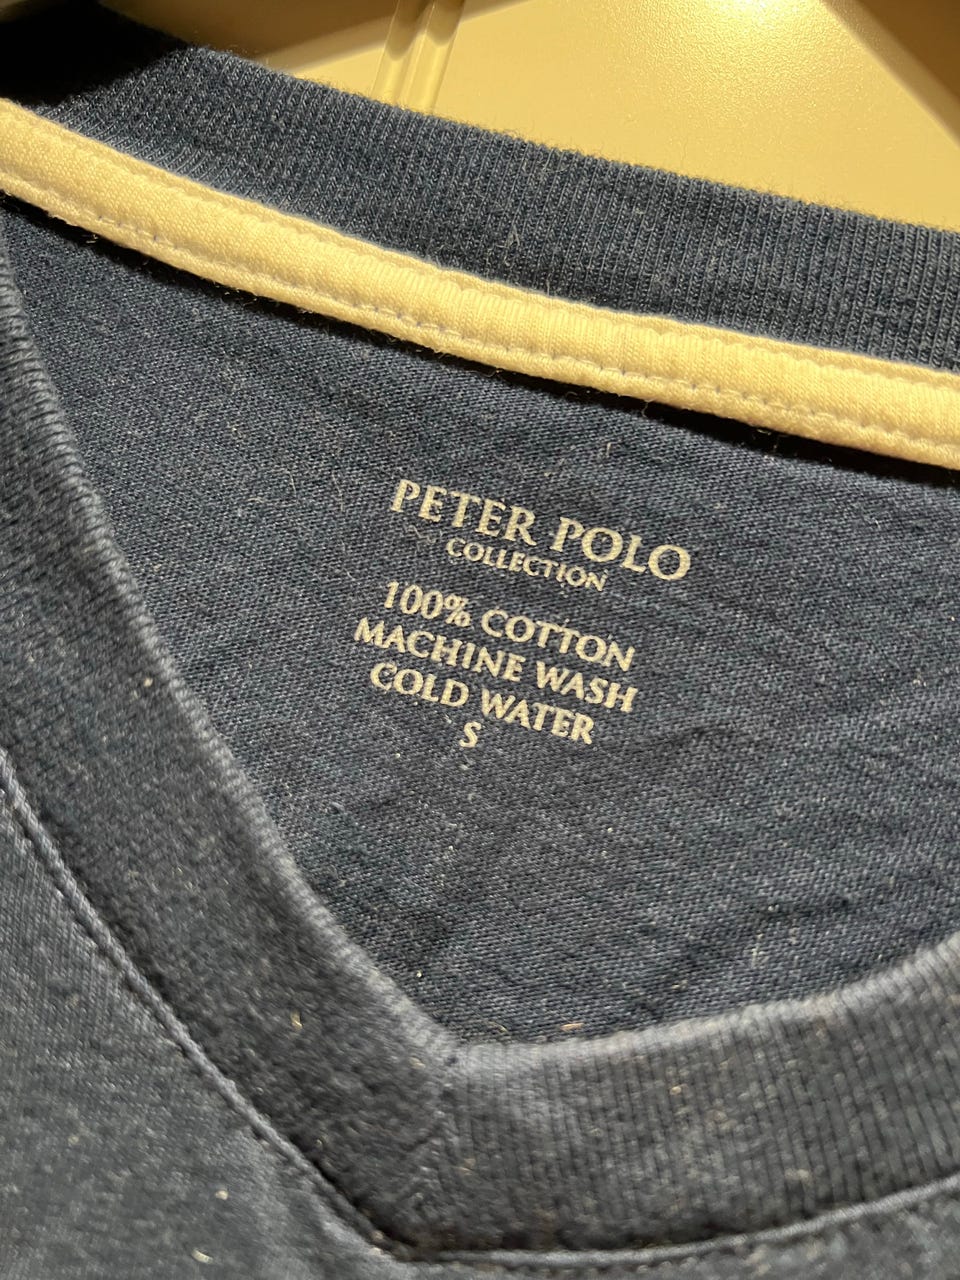 PETER POLO
COLLECTION
100% COTTON
MACHINE WASH
COLD WATER
S